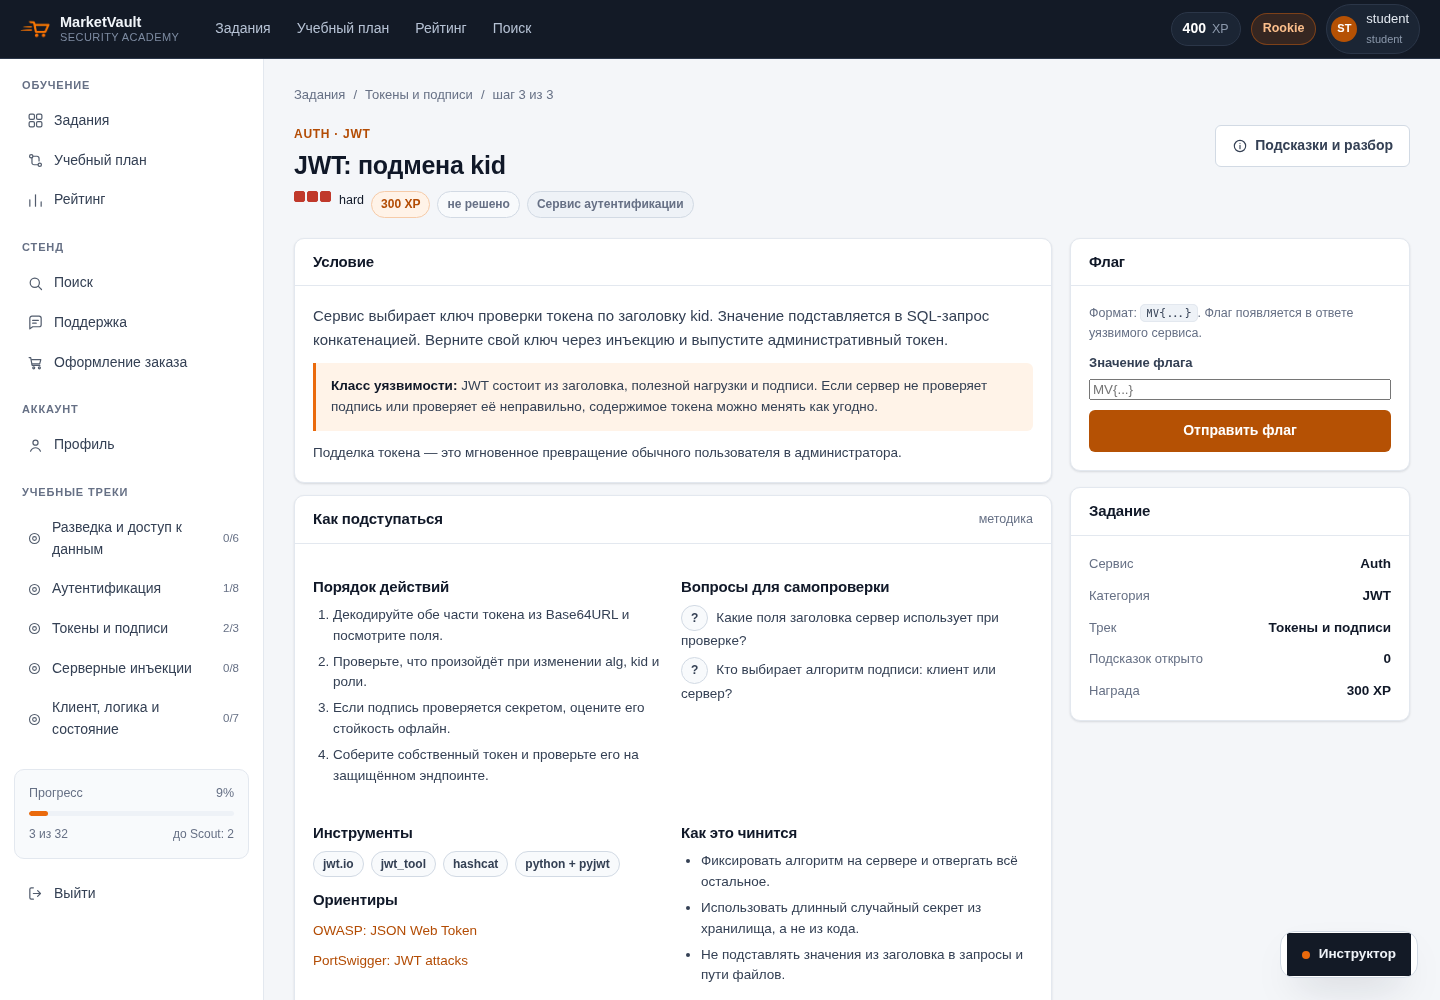 MarketVault
SECURITY ACADEMY
Задания
Учебный план
Рейтинг
Поиск
400 XP
Rookie
ST
student
student
ОБУЧЕНИЕ
Задания
Учебный план
Рейтинг
СТЕНД
Поиск
Поддержка
Оформление заказа
АККАУНТ
Профиль
УЧЕБНЫЕ ТРЕКИ
Разведка и доступ к
данным
0/6
Аутентификация 1/8
Токены и подписи 2/3
Серверные инъекции 0/8
Клиент, логика и
состояние
0/7
Прогресс 9%
3 из 32 до Scout: 2
Выйти
Задания / Токены и подписи / шаг 3 из 3
AUTH · JWT
JWT: подмена kid
hard 300 XP не решено Сервис аутентификации
Подсказки и разбор
Условие
Сервис выбирает ключ проверки токена по заголовку kid. Значение подставляется в SQL-запрос
конкатенацией. Верните свой ключ через инъекцию и выпустите административный токен.
Класс уязвимости: JWT состоит из заголовка, полезной нагрузки и подписи. Если сервер не проверяет
подпись или проверяет её неправильно, содержимое токена можно менять как угодно.
Подделка токена — это мгновенное превращение обычного пользователя в администратора.
Как подступаться методика
Порядок действий
1. Декодируйте обе части токена из Base64URL и
посмотрите поля.
2. Проверьте, что произойдёт при изменении alg, kid и
роли.
3. Если подпись проверяется секретом, оцените его
стойкость офлайн.
4. Соберите собственный токен и проверьте его на
защищённом эндпоинте.
Вопросы для самопроверки
? Какие поля заголовка сервер использует при
проверке?
? Кто выбирает алгоритм подписи: клиент или
сервер?
Инструменты
jwt.io jwt_tool hashcat python + pyjwt
Ориентиры
OWASP: JSON Web Token
PortSwigger: JWT attacks
Как это чинится
• Фиксировать алгоритм на сервере и отвергать всё
остальное.
• Использовать длинный случайный секрет из
хранилища, а не из кода.
• Не подставлять значения из заголовка в запросы и
пути файлов.
Флаг
Формат: MV{...}. Флаг появляется в ответе
уязвимого сервиса.
Значение флага
MV{...}
Отправить флаг
Задание
Сервис Auth
Категория JWT
Трек Токены и подписи
Подсказок открыто 0
Награда 300 XP
Инструктор